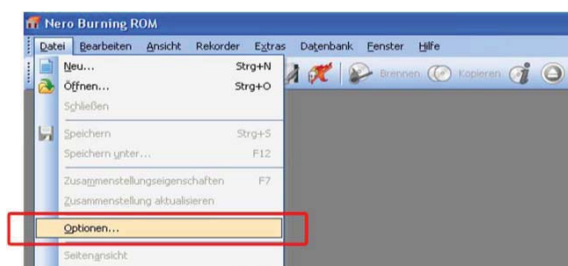 Nero Burning ROM
Datei Bearbeiten Ansicht Rekorder Extras Datenbank Fenster Hilfe
Neu... Strg+N
Brennen Kopieren
Öffnen... Strg+O
Schließen
Speichern Strg+S
Speichern unter... F12
Zusammenstellungseigenschaften F7
Zusammenstellung aktualisieren
Optionen...
Seitenansicht